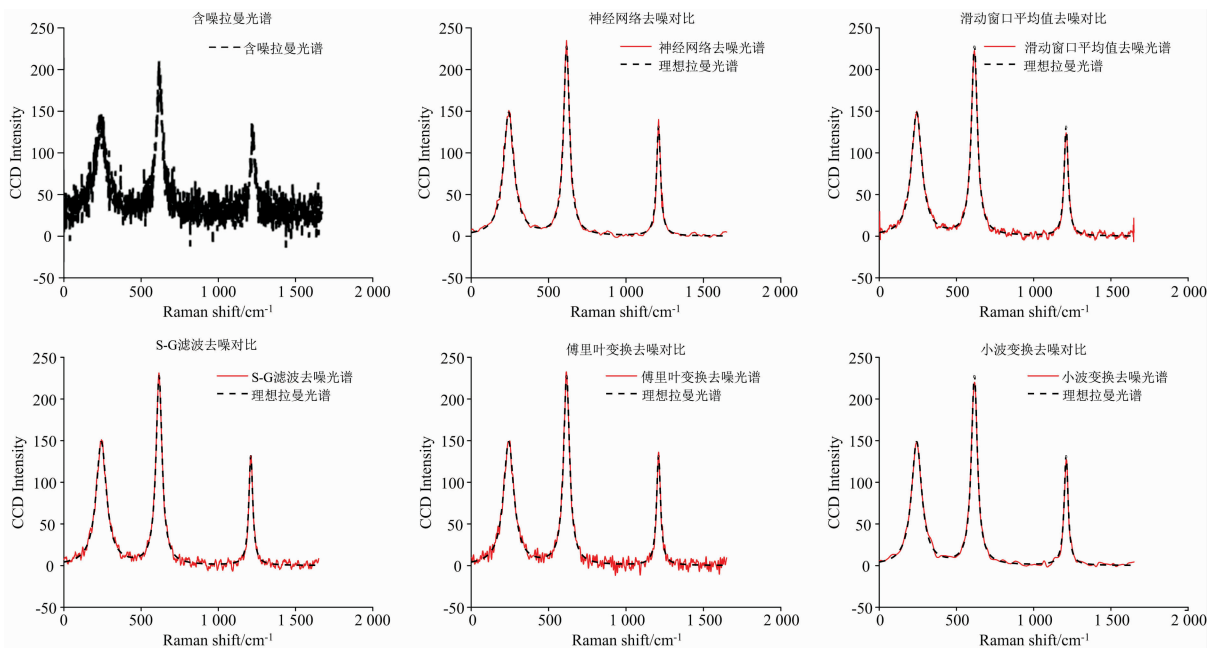 含噪拉曼光谱
250
200
150
100
50
0
-50
CCD Intensity
含噪拉曼光谱
0
500
1 000
1 500
2 000
Raman shift/cm-1
神经网络去噪对比
250
200
150
100
50
0
-50
CCD Intensity
神经网络去噪光谱
理想拉曼光谱
0
500
1 000
1 500
2 000
Raman shift/cm-1
滑动窗口平均值去噪对比
250
200
150
100
50
0
-50
CCD Intensity
滑动窗口平均值去噪光谱
理想拉曼光谱
0
500
1 000
1 500
2 000
Raman shift/cm-1
S-G滤波去噪对比
250
200
150
100
50
0
-50
CCD Intensity
S-G滤波去噪光谱
理想拉曼光谱
0
500
1 000
1 500
2 000
Raman shift/cm-1
傅里叶变换去噪对比
250
200
150
100
50
0
-50
CCD Intensity
傅里叶变换去噪光谱
理想拉曼光谱
0
500
1 000
1 500
2 000
Raman shift/cm-1
小波变换去噪对比
250
200
150
100
50
0
-50
CCD Intensity
小波变换去噪光谱
理想拉曼光谱
0
500
1 000
1 500
2 000
Raman shift/cm-1